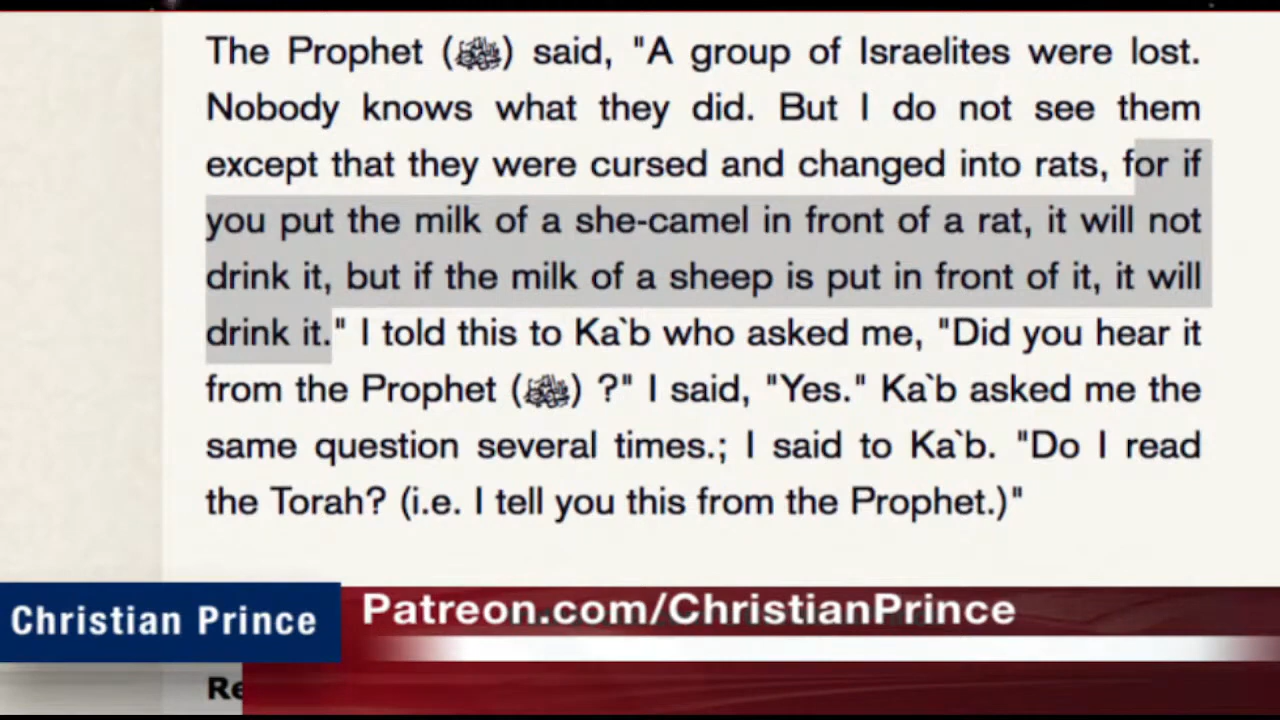 The Prophet (ﷺ) said, "A group of Israelites were lost.
Nobody knows what they did. But I do not see them
except that they were cursed and changed into rats, for if
you put the milk of a she-camel in front of a rat, it will not
drink it, but if the milk of a sheep is put in front of it, it will
drink it." I told this to Ka`b who asked me, "Did you hear it
from the Prophet (ﷺ) ?" I said, "Yes." Ka`b asked me the
same question several times.; I said to Ka`b. "Do I read
the Torah? (i.e. I tell you this from the Prophet.)"
Christian Prince
Patreon.com/ChristianPrince